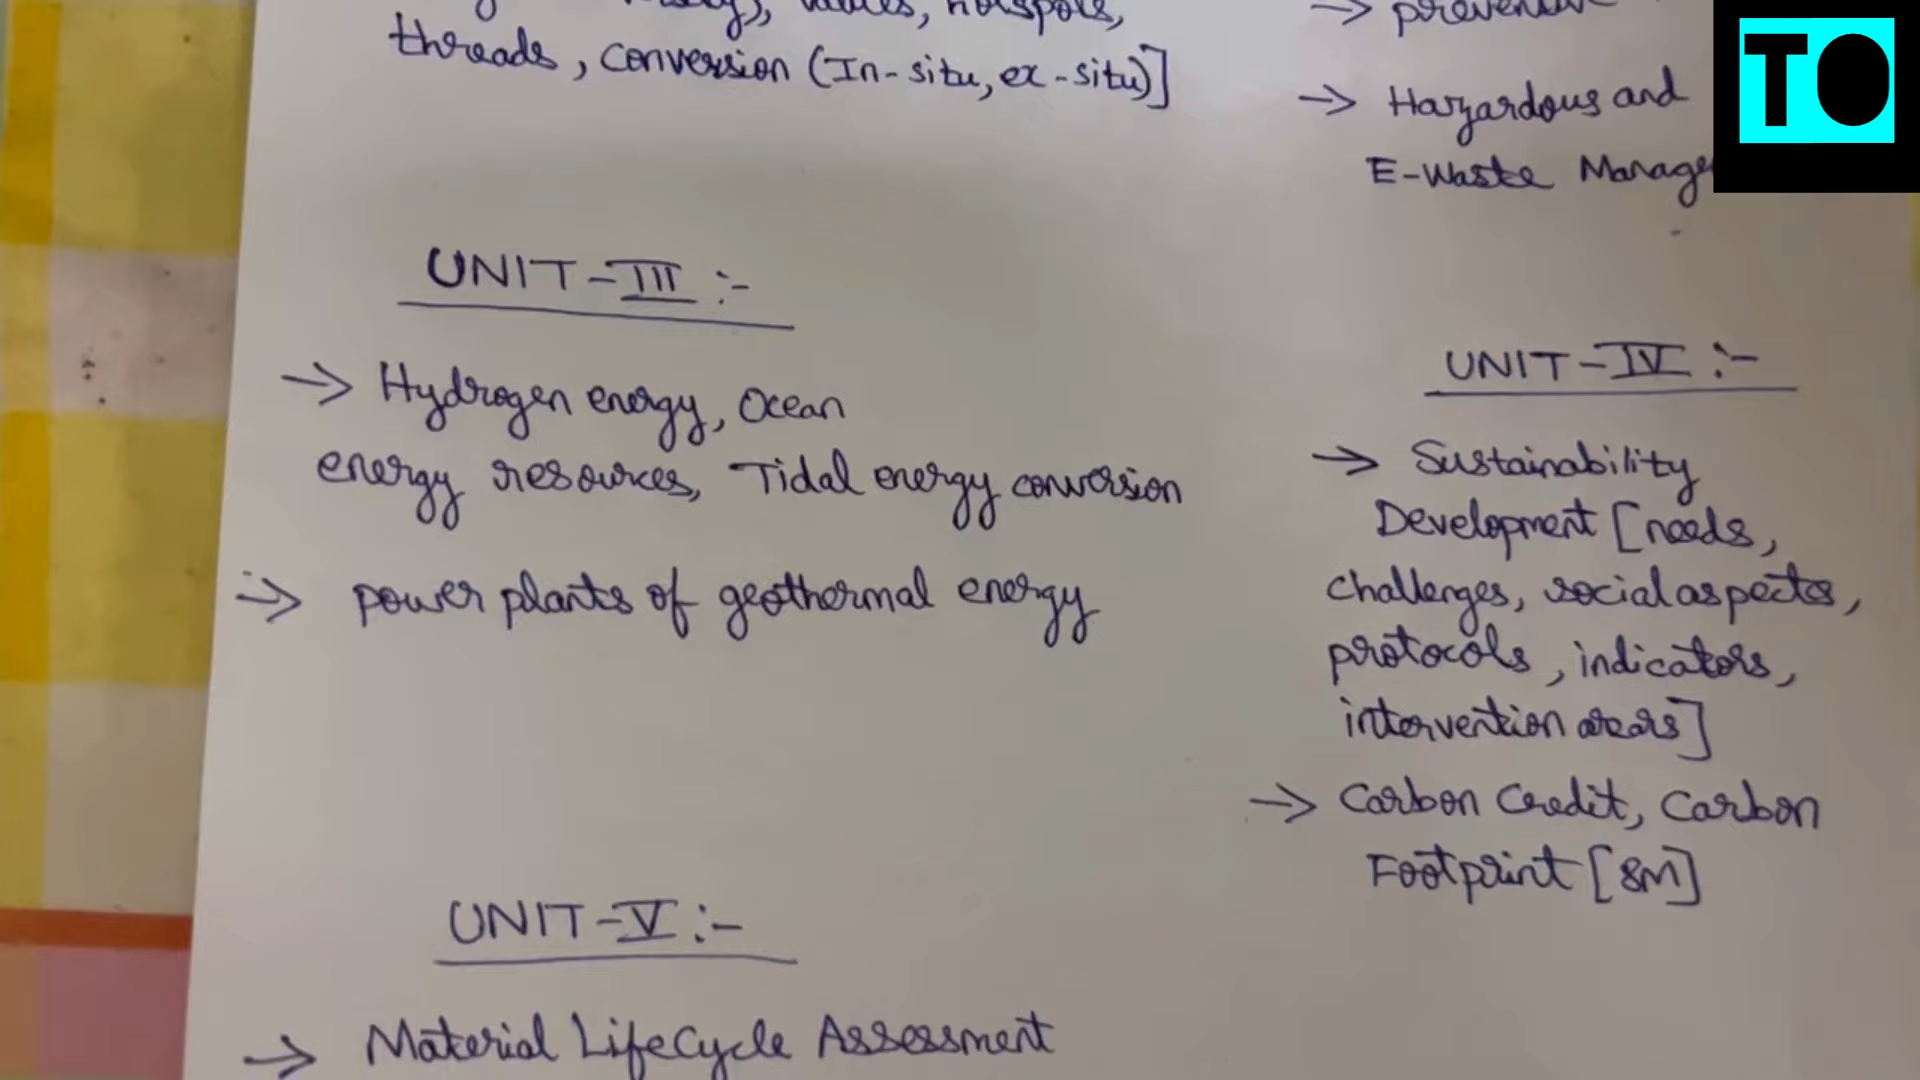 values, hotspots,
threads, conversion (In-situ, ex-situ)]
→ Hazardous and
E-Waste
TO
UNIT-III :-
→ Hydrogen energy, Ocean
energy resources, Tidal energy conversion
→ power plants of geothermal energy
UNIT-V :-
→ Material LifeCycle Assessment
UNIT-IV :-
→ Sustainability
Development [needs,
challenges, social aspects,
protocols, indicators,
intervention areas]
→ Carbon Credit, Carbon
Footprint [8M]